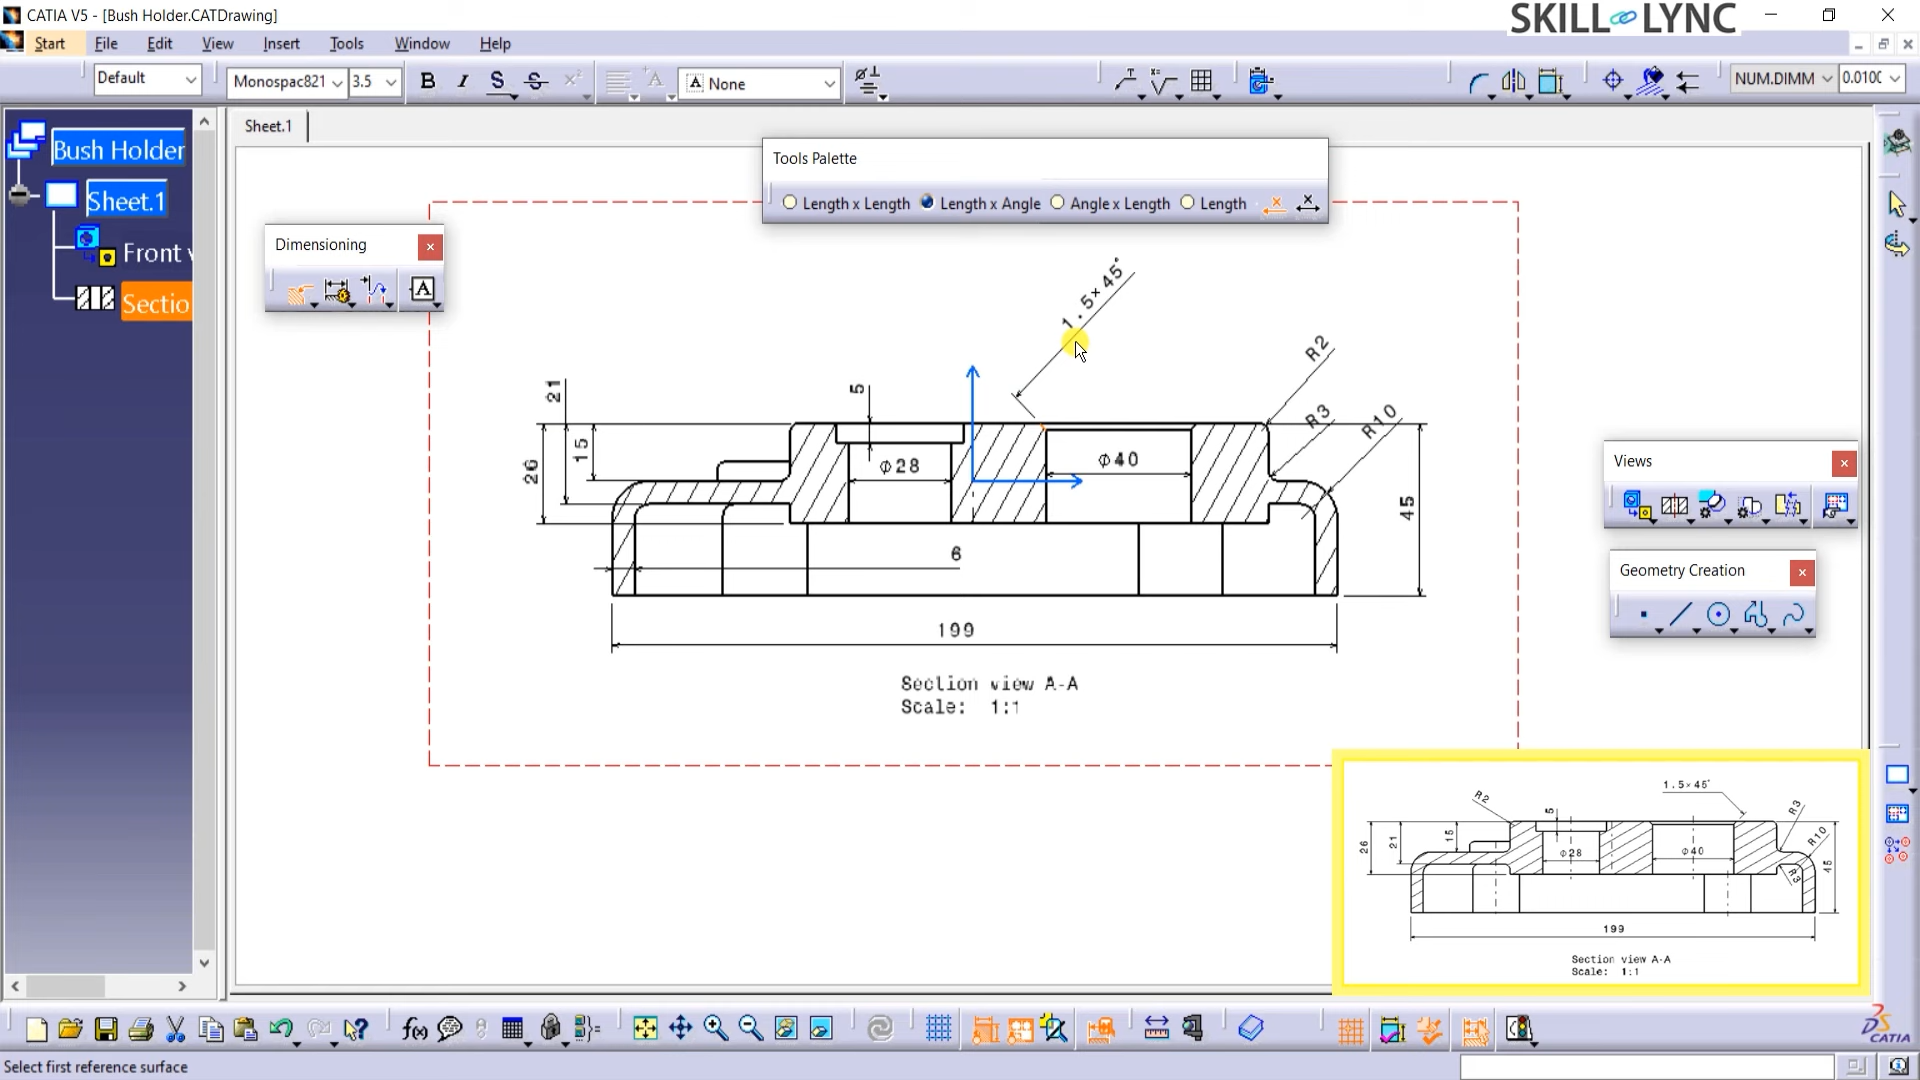 CATIA V5 - [Bush Holder.CATDrawing]
SKILL LYNC
Start File Edit View Insert Tools Window Help
Default
Monospac821
3.5
B I S S
None
NUM.DIMM
0.010
Bush Holder
Sheet.1
Front v
Sectio
Sheet.1
Tools Palette
Length x Length
Length x Angle
Angle x Length
Length
Dimensioning
A
1.5×45°
R2
R3
R10
21
15
26
5
Φ28
Φ40
45
6
199
Section view A-A
Scale: 1:1
Views
Geometry Creation
1.5×45°
R2
5
R3
R10
26
21
15
Φ28
Φ40
R3
45
199
Section view A-A
Scale: 1:1
f(x)
CATIA
Select first reference surface